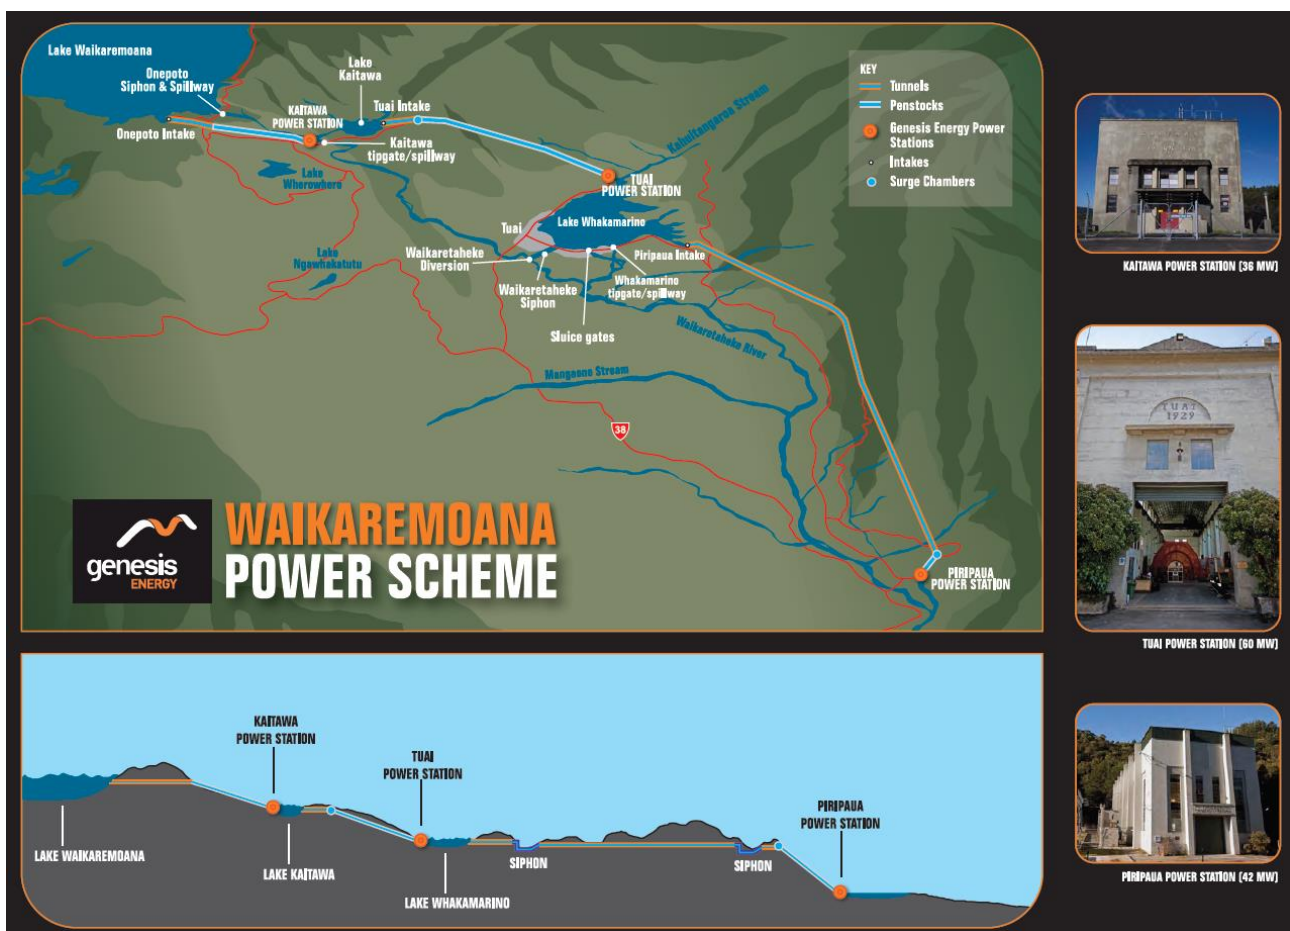 Lake Waikaremoana
Onepoto
Siphon & Spillway
Onepoto Intake
KAITAWA
POWER STATION
Lake
Kaitawa
Tuai Intake
Kaitawa
tipgate/spillway
Lake
Wherowhero
Lake
Ngawhakatutu
Kahuitangaroa Stream
TUAI
POWER STATION
Tuai
Lake Whakamarine
Waikaretaheke
Diversion
Waikaretaheke
Siphon
Sluice gates
Piripaua Intake
Whakamarino
tipgate/spillway
Waikaretaheke River
Mangaone Stream
38
PIRIPAUA
POWER STATION
KEY
Tunnels
Penstocks
Genesis Energy Power
Stations
Intakes
Surge Chambers
genesis
ENERGY
WAIKAREMOANA
POWER SCHEME
KAITAWA POWER STATION (36 MW)
TUAI
1929
TUAI POWER STATION (60 MW)
PIRIPAUA POWER STATION (42 MW)
KAITAWA
POWER STATION
TUAI
POWER STATION
PIRIPAUA
POWER STATION
LAKE WAIKAREMOANA
LAKE KAITAWA
LAKE WHAKAMARINO
SIPHON
SIPHON